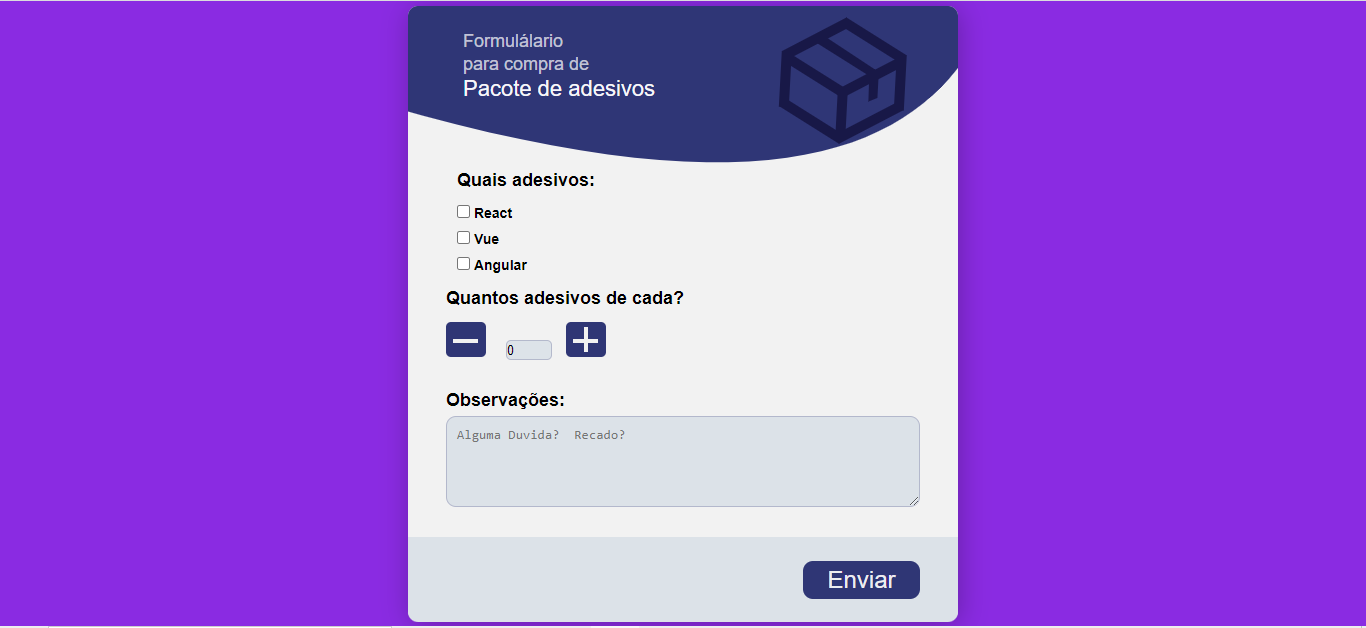 Formulálario
para compra de
Pacote de adesivos
Quais adesivos:
React
Vue
Angular
Quantos adesivos de cada?
0
Observações:
Alguma Duvida?  Recado?
Enviar